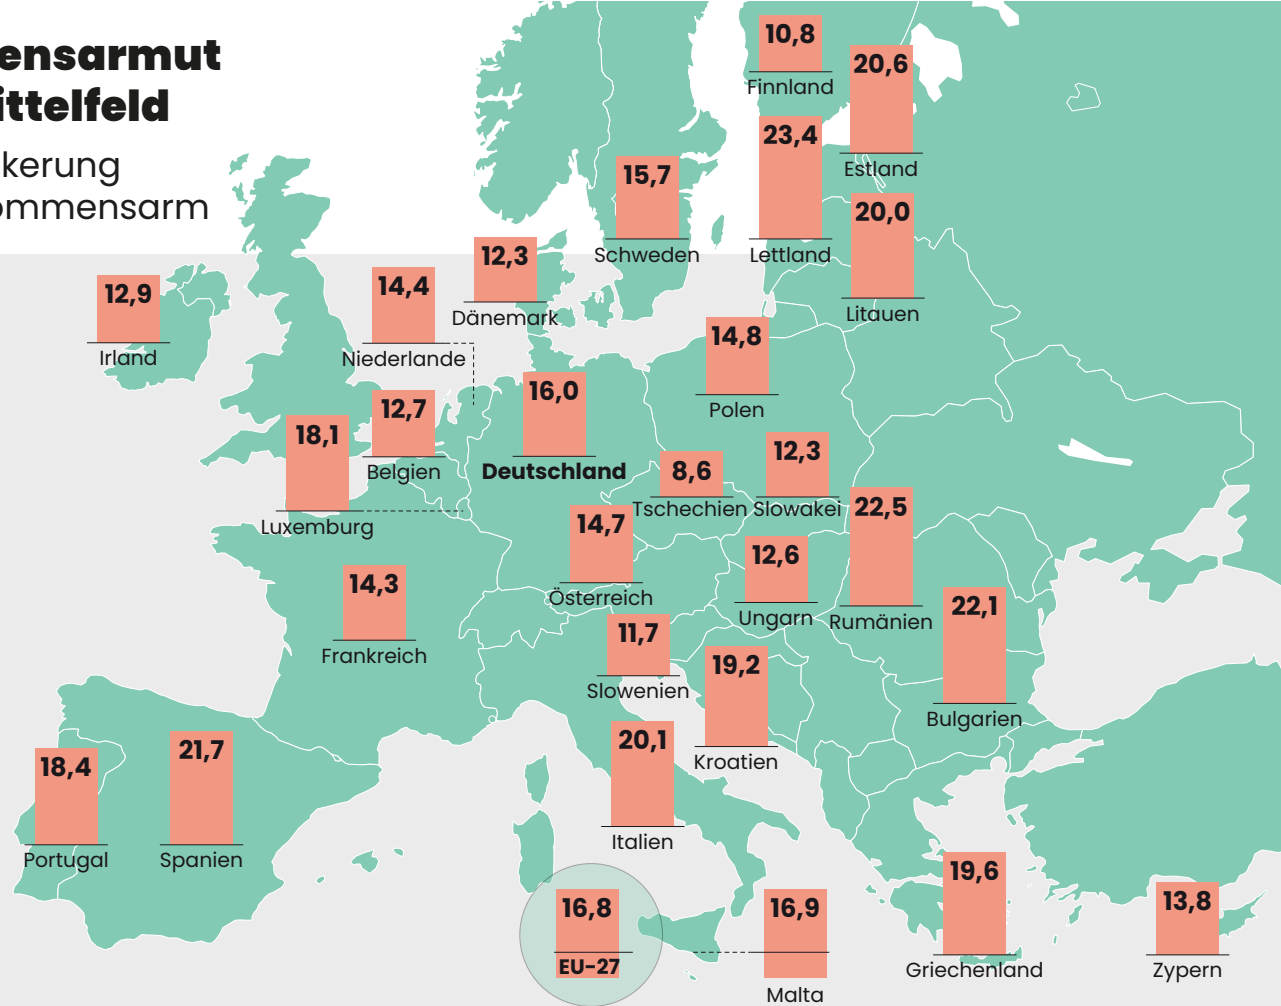 ensarmut
ittelfeld
kerung
ommensarm
10,8
Finnland
20,6
Estland
23,4
Lettland
15,7
Schweden
20,0
Litauen
12,3
Dänemark
12,9
Irland
14,4
Niederlande
14,8
Polen
16,0
Deutschland
12,7
Belgien
18,1
Luxemburg
8,6
Tschechien
12,3
Slowakei
22,5
Rumänien
14,7
Österreich
12,6
Ungarn
14,3
Frankreich
22,1
Bulgarien
11,7
Slowenien
19,2
Kroatien
20,1
Italien
18,4
Portugal
21,7
Spanien
16,8
EU-27
16,9
Malta
19,6
Griechenland
13,8
Zypern